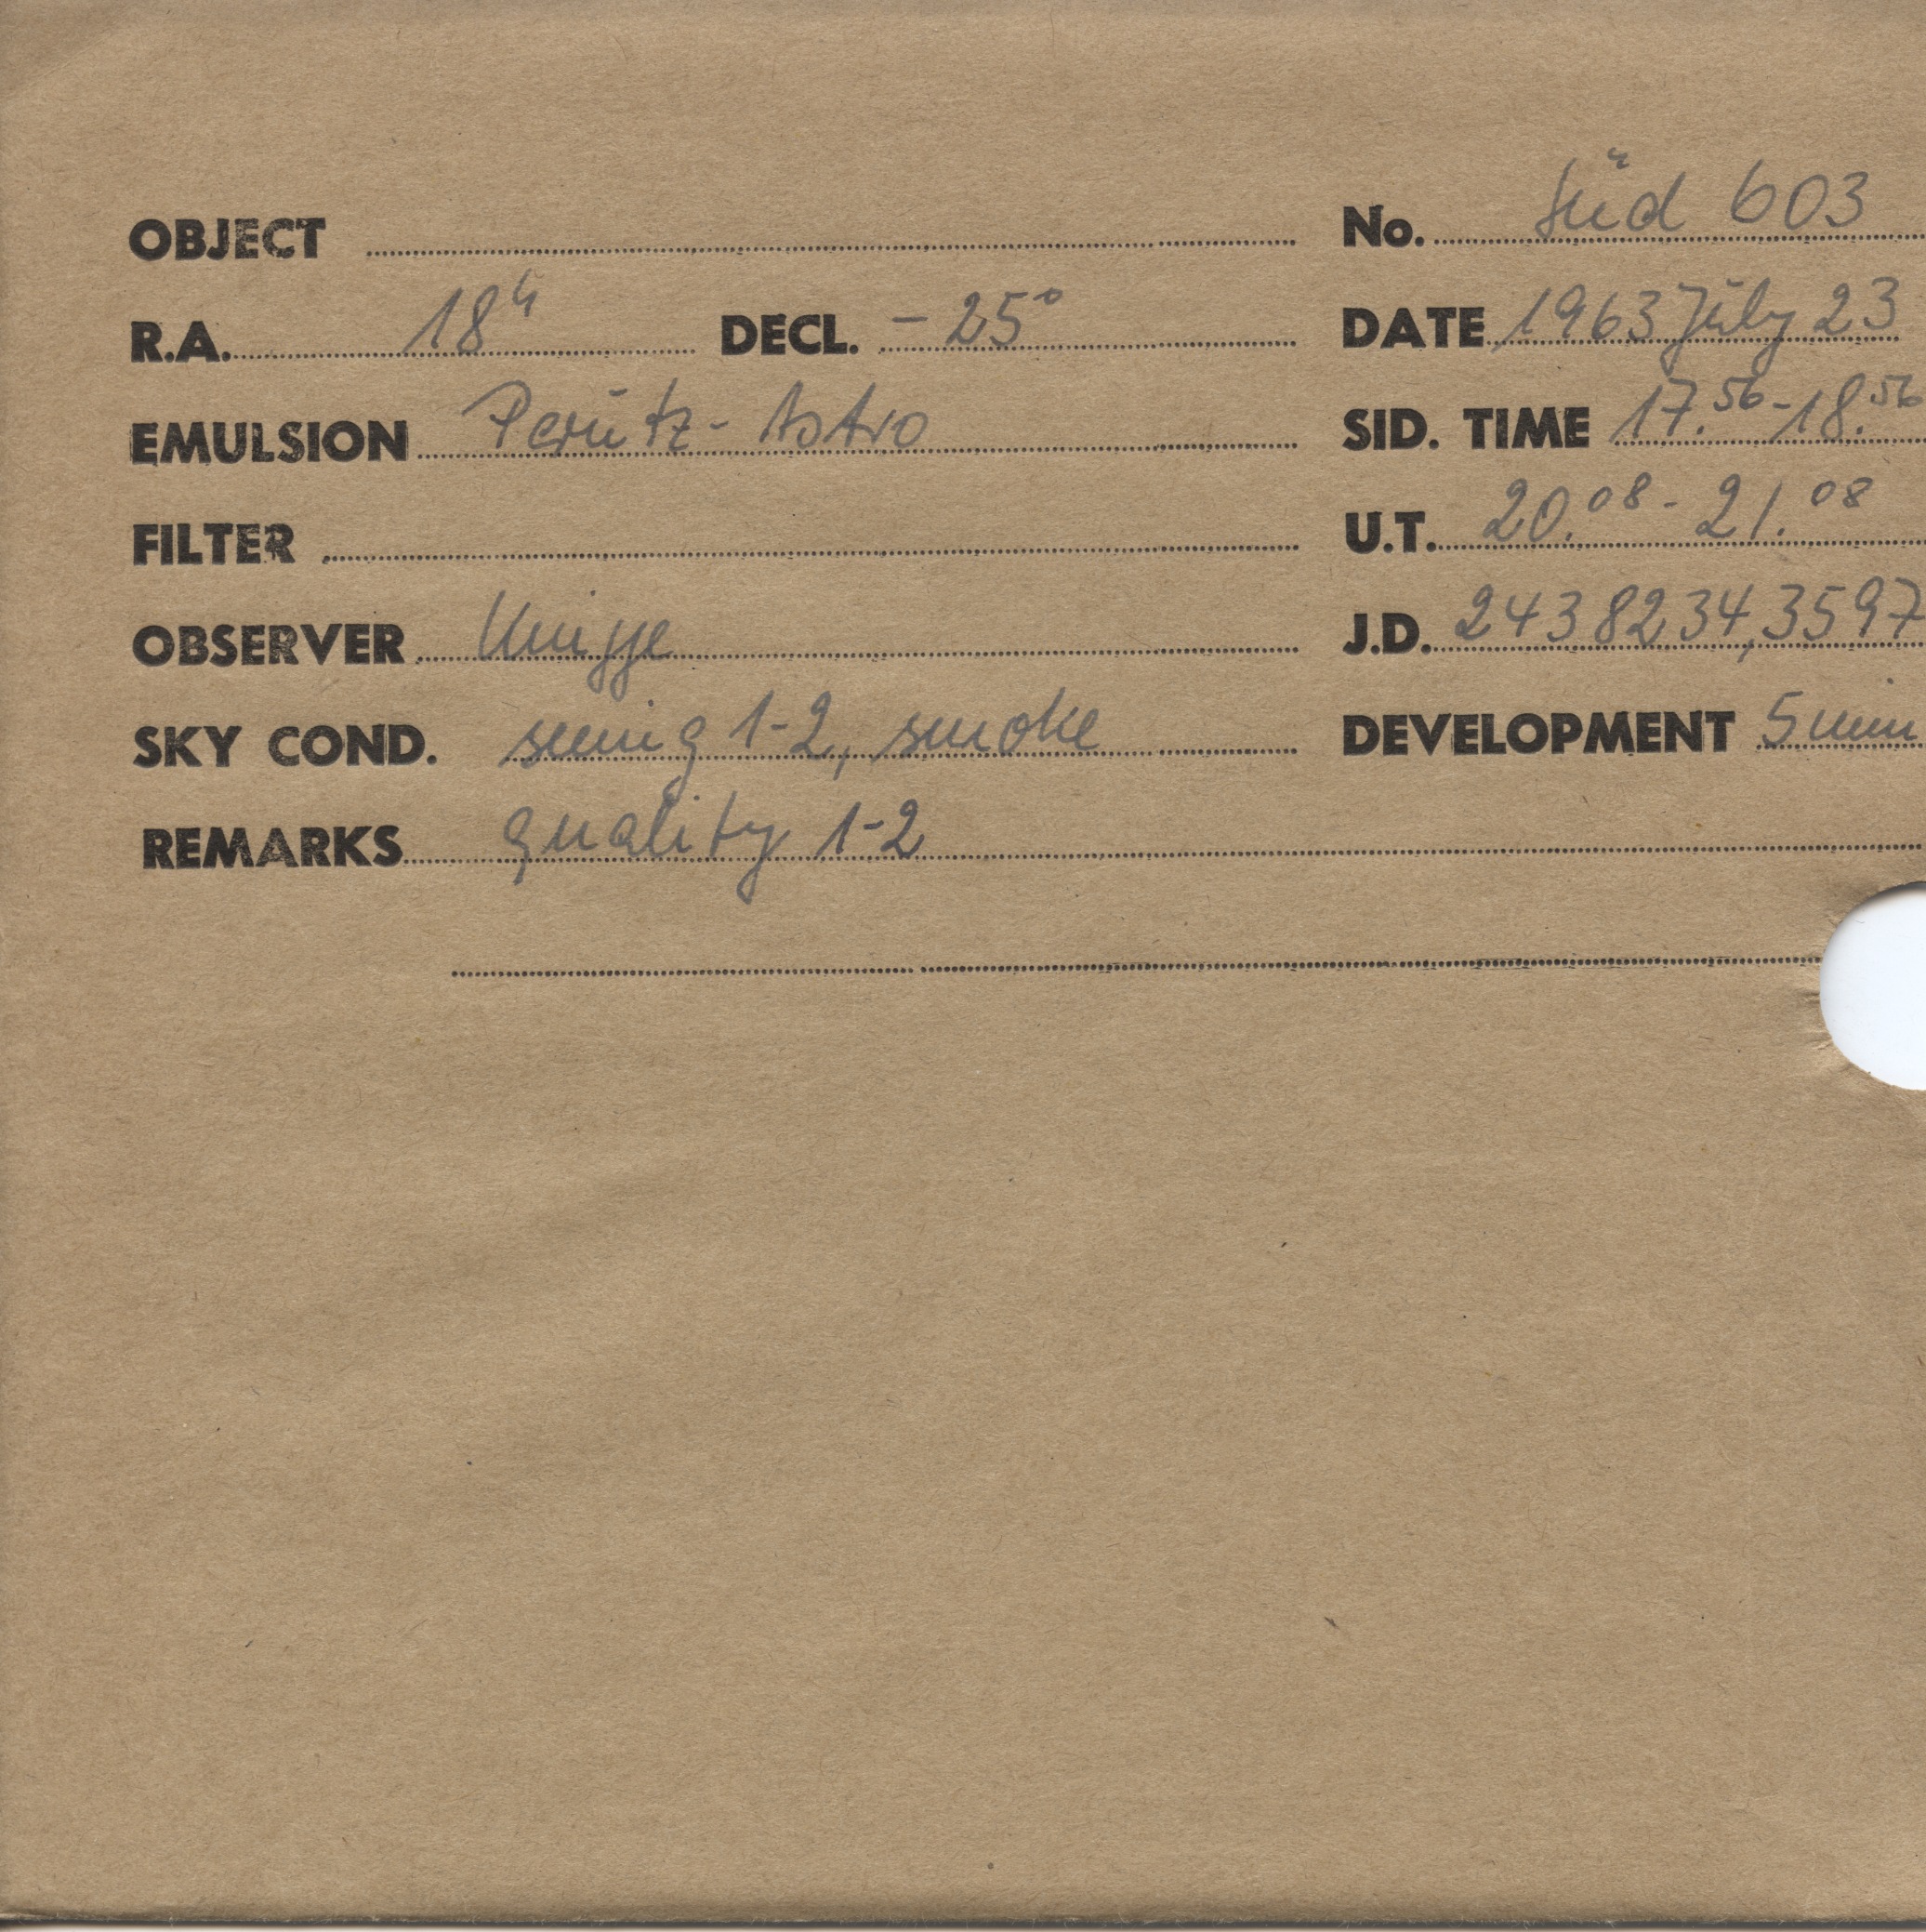 OBJECT No. Süd 603
R.A. 18h DECL. -25° DATE 1963 July 23
EMULSION Perutz-Astro SID. TIME 17.56-18.56
FILTER U.T. 20.08-21.08
OBSERVER Knigge J.D. 2438234,3597
SKY COND. seeing 1-2, smoke DEVELOPMENT 5 min
REMARKS quality 1-2